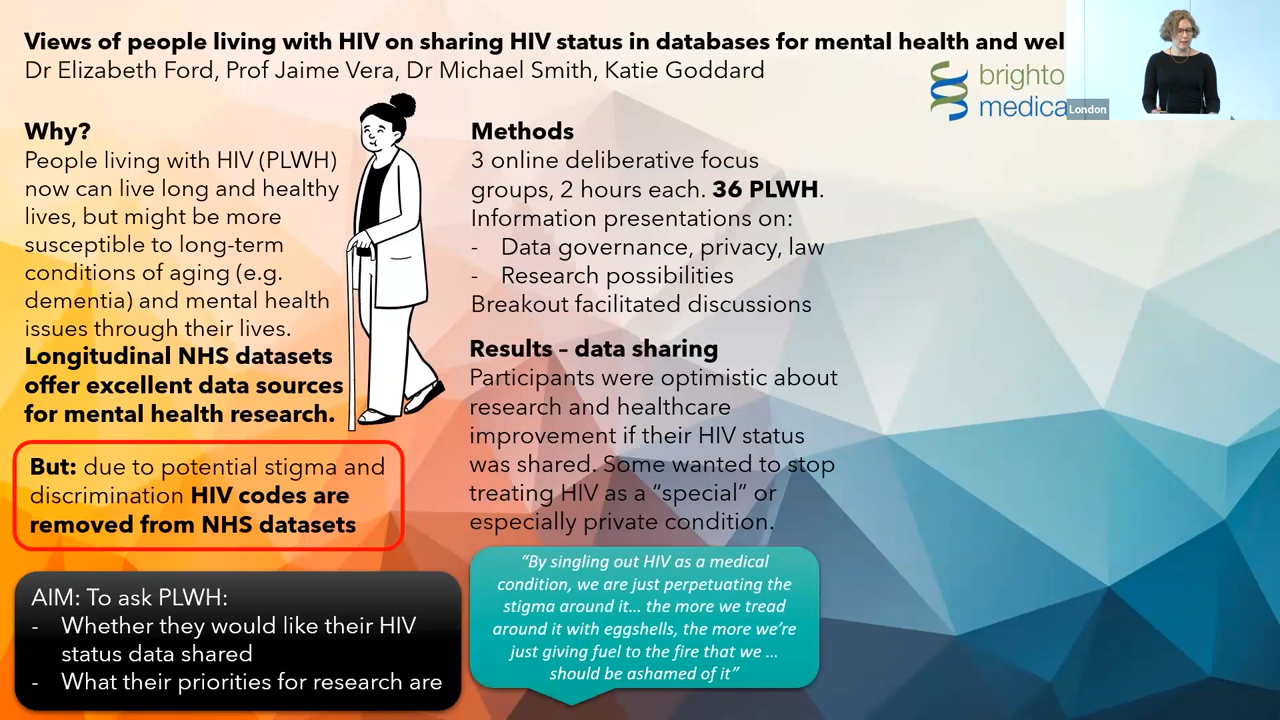 Views of people living with HIV on sharing HIV status in databases for mental health and wel
Dr Elizabeth Ford, Prof Jaime Vera, Dr Michael Smith, Katie Goddard
brighto
medica
London
Why?
People living with HIV (PLWH)
now can live long and healthy
lives, but might be more
susceptible to long-term
conditions of aging (e.g.
dementia) and mental health
issues through their lives.
Longitudinal NHS datasets
offer excellent data sources
for mental health research.
But: due to potential stigma and
discrimination HIV codes are
removed from NHS datasets
AIM: To ask PLWH:
- Whether they would like their HIV
status data shared
- What their priorities for research are
Methods
3 online deliberative focus
groups, 2 hours each. 36 PLWH.
Information presentations on:
- Data governance, privacy, law
- Research possibilities
Breakout facilitated discussions
Results – data sharing
Participants were optimistic about
research and healthcare
improvement if their HIV status
was shared. Some wanted to stop
treating HIV as a “special” or
especially private condition.
“By singling out HIV as a medical
condition, we are just perpetuating the
stigma around it… the more we tread
around it with eggshells, the more we’re
just giving fuel to the fire that we …
should be ashamed of it”